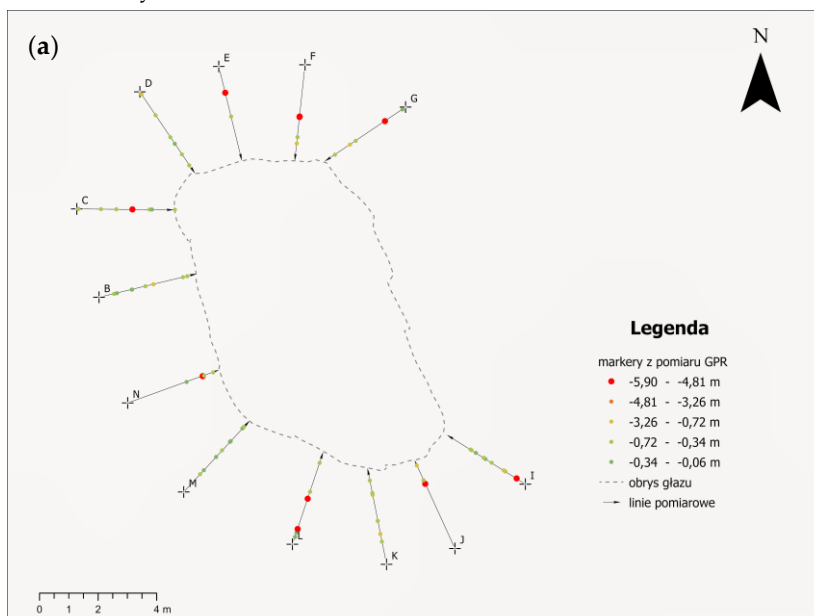 (a)
N
E
F
D
G
C
B
N
M
L
K
J
I
Legenda
markery z pomiaru GPR
-5,90 - -4,81 m
-4,81 - -3,26 m
-3,26 - -0,72 m
-0,72 - -0,34 m
-0,34 - -0,06 m
obrys głazu
linie pomiarowe
0 1 2 4 m